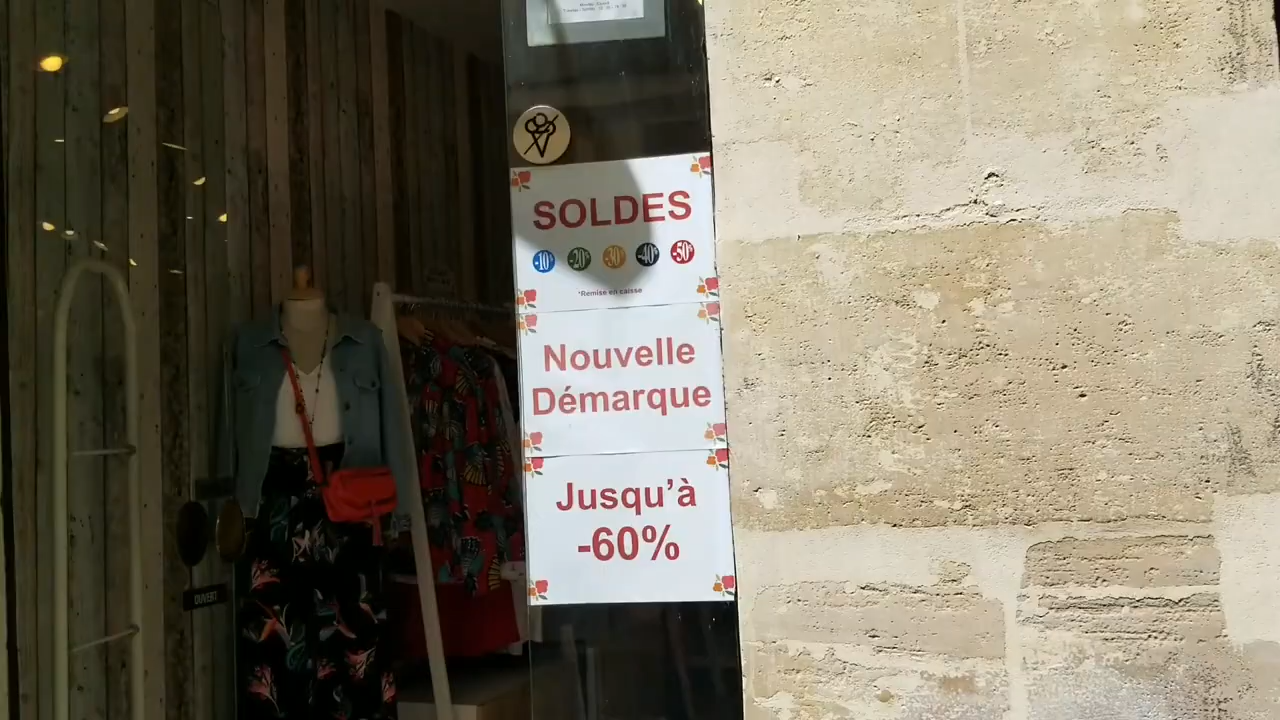 SOLDES
-10% -20% -30% -40% -50%
*Remise en caisse
Nouvelle
Démarque
Jusqu'à
-60%
OUVERT